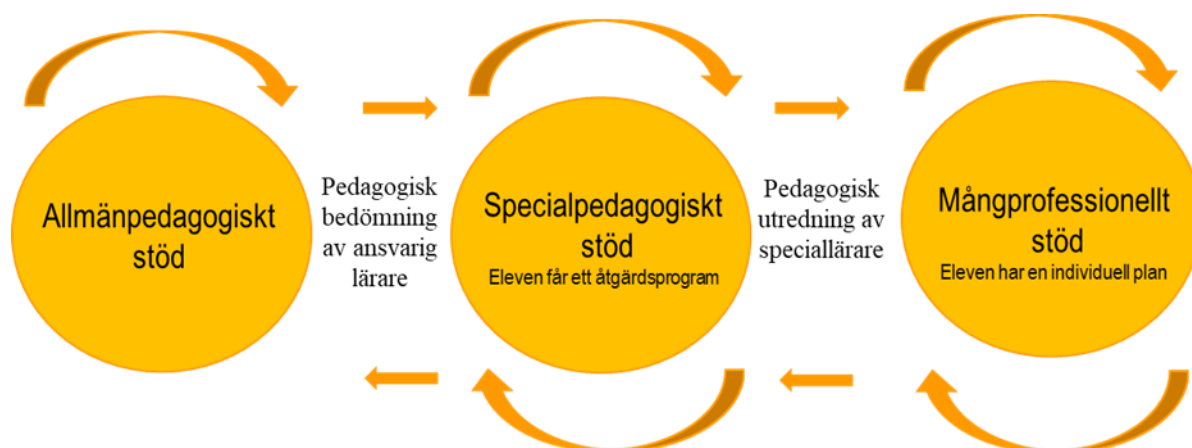 Allmänpedagogiskt
stöd
Pedagogisk
bedömning
av ansvarig
lärare
Specialpedagogiskt
stöd
Eleven får ett åtgärdsprogram
Pedagogisk
utredning av
speciallärare
Mångprofessionellt
stöd
Eleven har en individuell plan